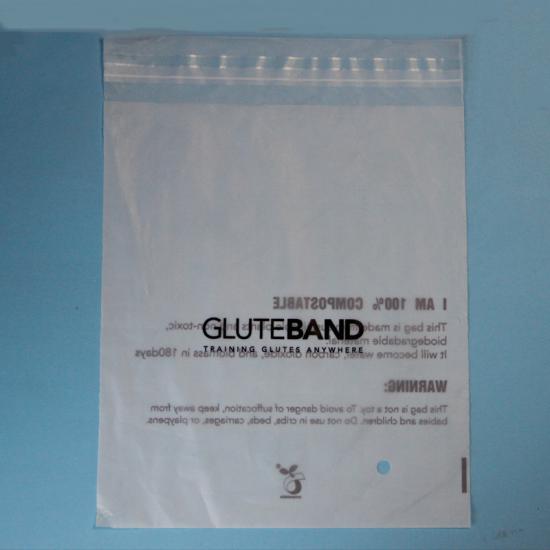 I AM 100% COMPOSTABLE
This bag is made non-toxic,
GLUTEBAND
biodegradable material.
TRAINING GLUTES ANYWHERE
It will become water, carbon dioxide, and biomass in 180days
WARNING:
This bag is not a toy. To avoid danger of suffocation, keep away from
babies and children. Do not use in cribs, beds, carriages, or playpens.